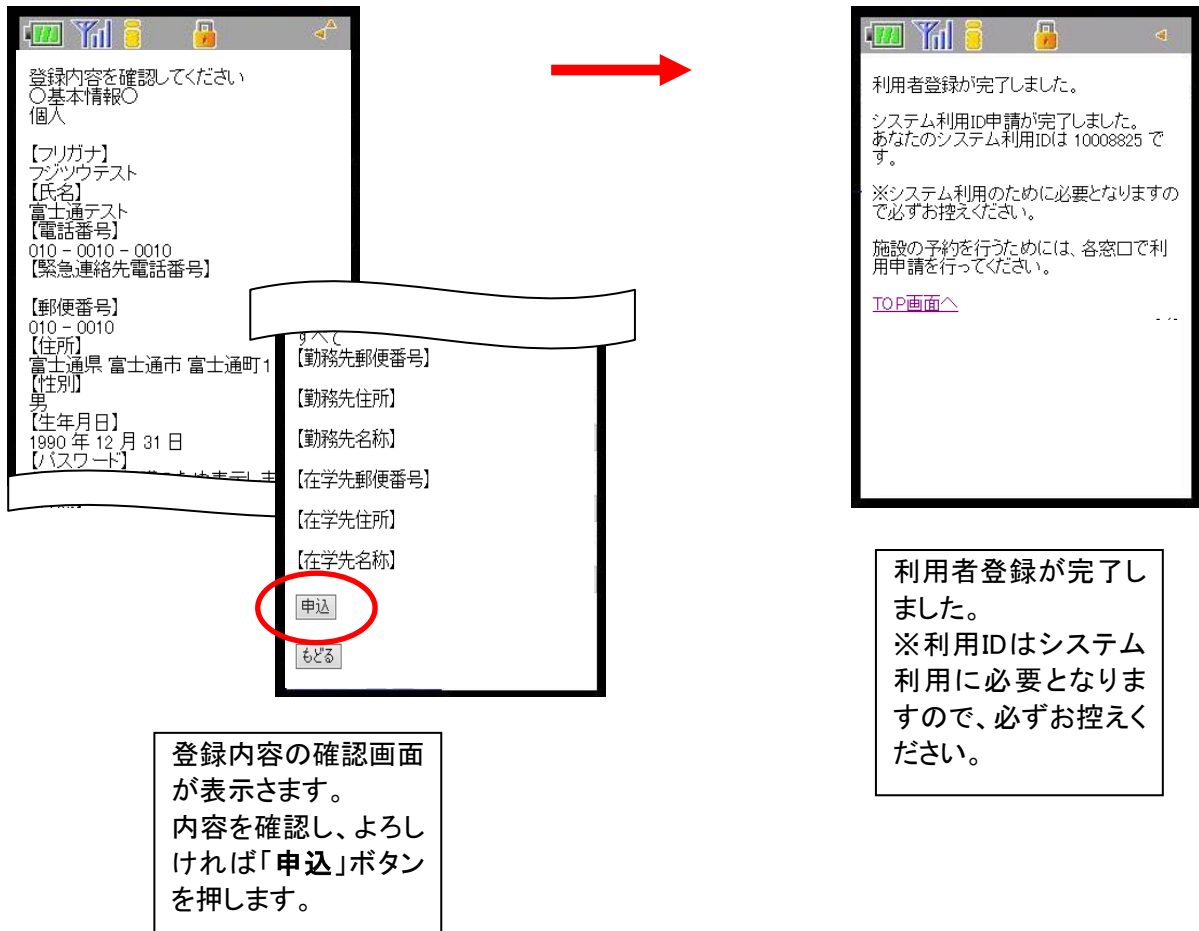 登録内容を確認してください
○基本情報○
個人
【フリガナ】
フジツウテスト
【氏名】
富士通テスト
【電話番号】
010 - 0010 - 0010
【緊急連絡先電話番号】
【郵便番号】
010 - 0010
【住所】
富士通県 富士通市 富士通町1
【性別】
男
【生年月日】
1990 年 12 月 31 日
【パスワード】
すべて
【勤務先郵便番号】
【勤務先住所】
【勤務先名称】
【在学先郵便番号】
【在学先住所】
【在学先名称】
申込
もどる
登録内容の確認画面
が表示さます。
内容を確認し、よろし
ければ「申込」ボタン
を押します。
利用者登録が完了しました。
システム利用ID申請が完了しました。
あなたのシステム利用IDは 10008825 で
す。
※システム利用のために必要となりますの
で必ずお控えください。
施設の予約を行うためには、各窓口で利
用申請を行ってください。
TOP画面へ
利用者登録が完了し
ました。
※利用IDはシステム
利用に必要となりま
すので、必ずお控えく
ださい。